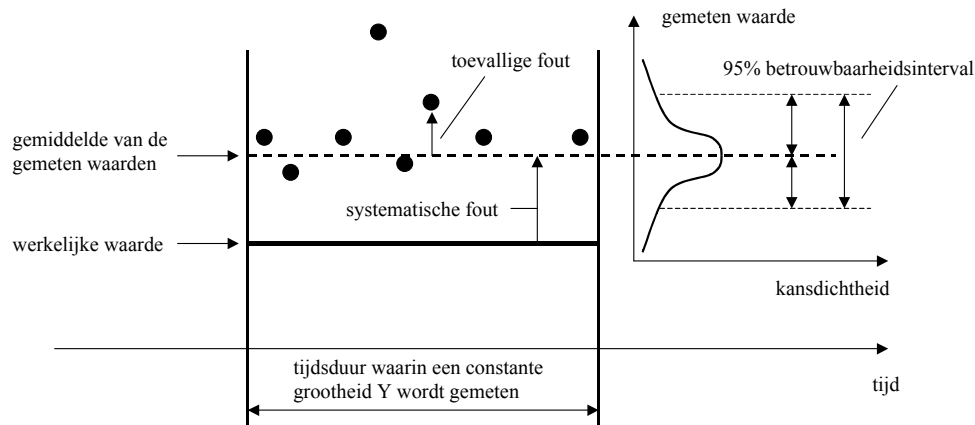 gemeten waarde
toevallige fout
95% betrouwbaarheidsinterval
gemiddelde van de
gemeten waarden
systematische fout
werkelijke waarde
kansdichtheid
tijdsduur waarin een constante
grootheid Y wordt gemeten
tijd